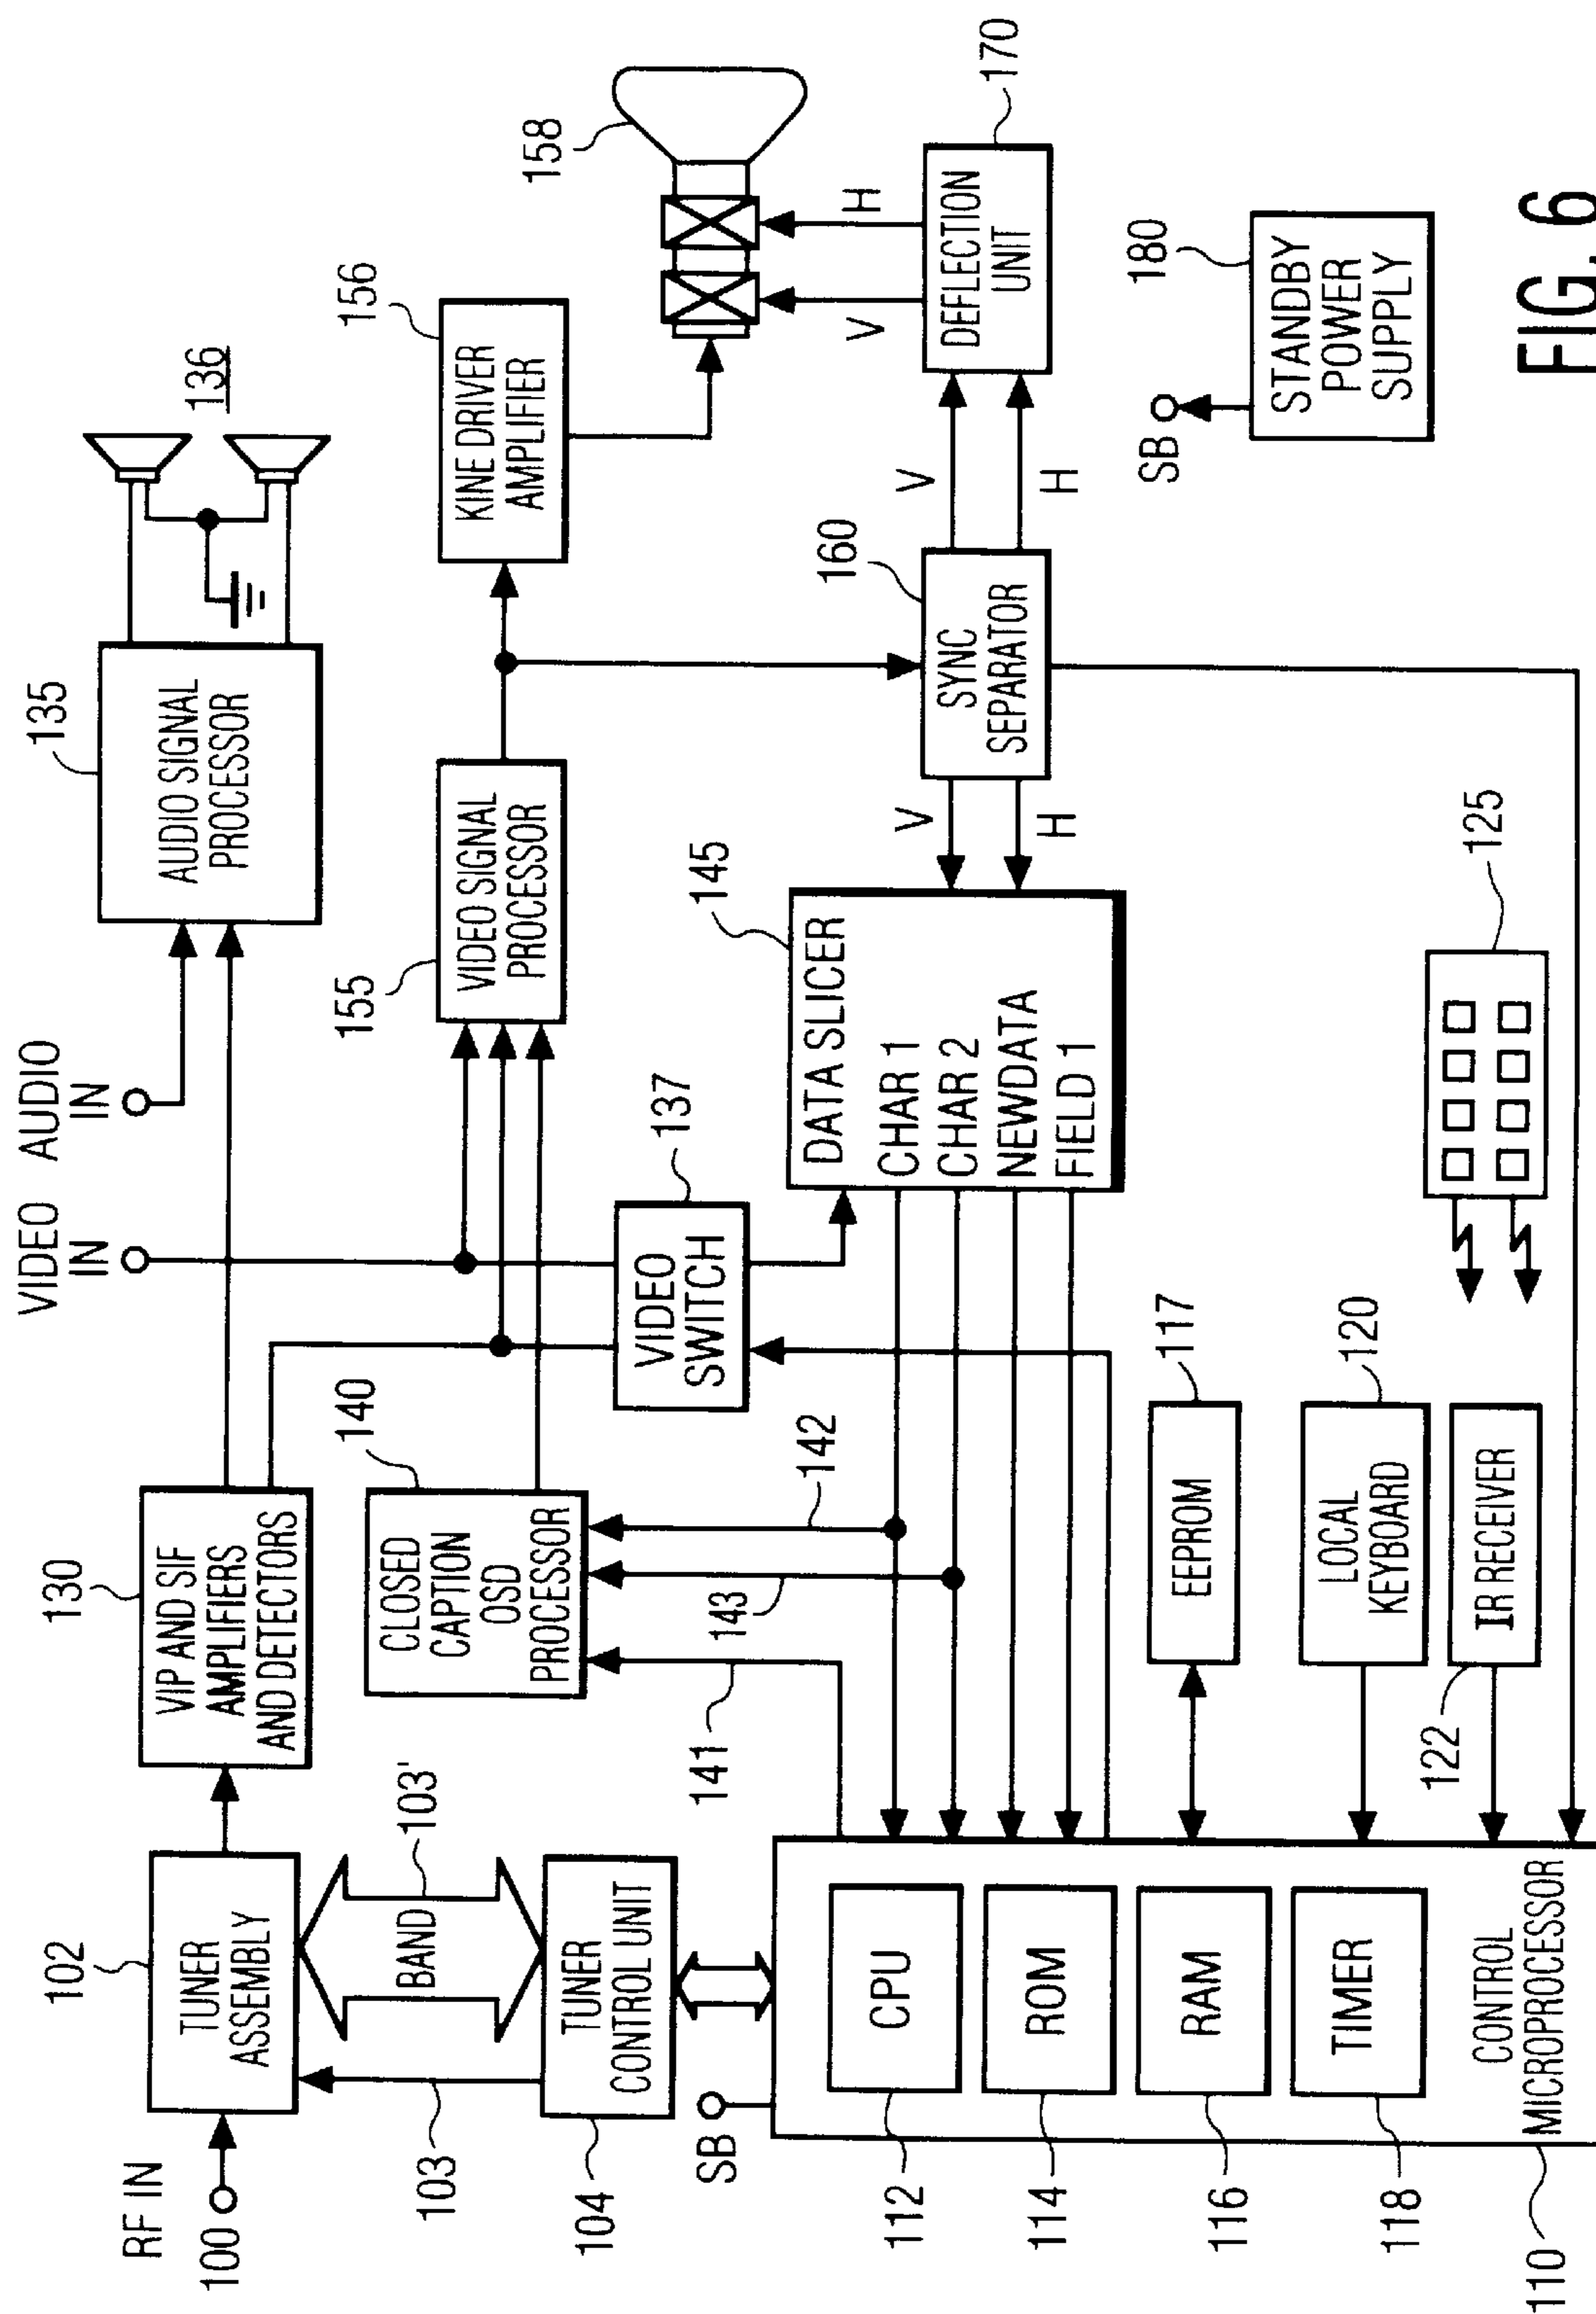 RF IN
100
102
TUNER
ASSEMBLY
103
BAND
103'
104
TUNER
CONTROL UNIT
SB
130
VIP AND SIF
AMPLIFIERS
AND DETECTORS
VIDEO
IN
AUDIO
IN
135
AUDIO SIGNAL
PROCESSOR
136
140
CLOSED
CAPTION
OSD
PROCESSOR
141
143
142
137
VIDEO
SWITCH
155
VIDEO SIGNAL
PROCESSOR
156
KINE DRIVER
AMPLIFIER
158
145
DATA SLICER
CHAR 1
CHAR 2
NEWDATA
FIELD 1
V
H
160
SYNC
SEPARATOR
V
H
170
DEFLECTION
UNIT
V
H
110
CONTROL
MICROPROCESSOR
112
CPU
114
ROM
116
RAM
118
TIMER
117
EEPROM
120
LOCAL
KEYBOARD
122
IR RECEIVER
125
SB
180
STANDBY
POWER
SUPPLY
FIG. 6